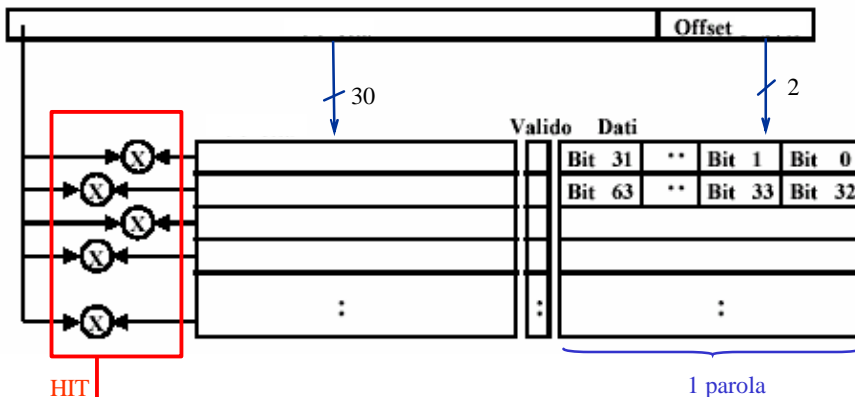 Offset
30
2
Valido Dati
X
Bit 31 ·· Bit 1 Bit 0
X
Bit 63 ·· Bit 33 Bit 32
X
X
X : : :
HIT
1 parola